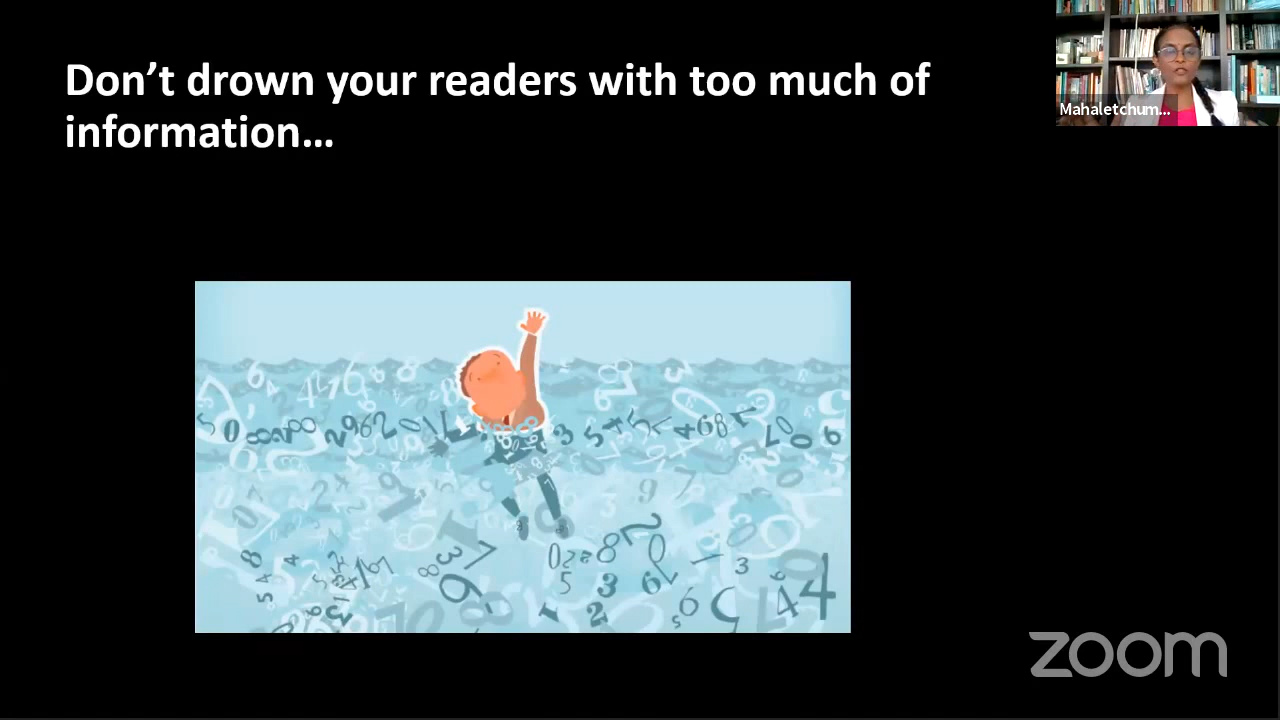 Don’t drown your readers with too much of
information...
Mahaletchum...
zoom